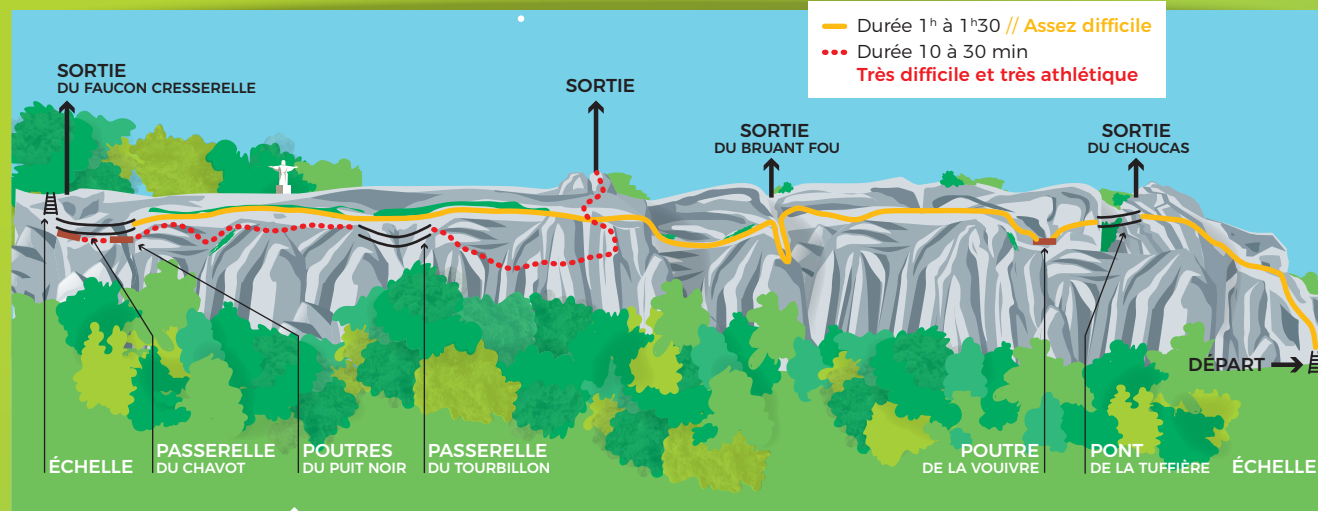 Durée 1h à 1h30 // Assez difficile
Durée 10 à 30 min
Très difficile et très athlétique
SORTIE
DU FAUCON CRESSERELLE
SORTIE
SORTIE
DU BRUANT FOU
SORTIE
DU CHOUCAS
DÉPART
ÉCHELLE
PASSERELLE
DU CHAVOT
POUTRES
DU PUIT NOIR
PASSERELLE
DU TOURBILLON
POUTRE
DE LA VOUIVRE
PONT
DE LA TUFFIÈRE
ÉCHELLE